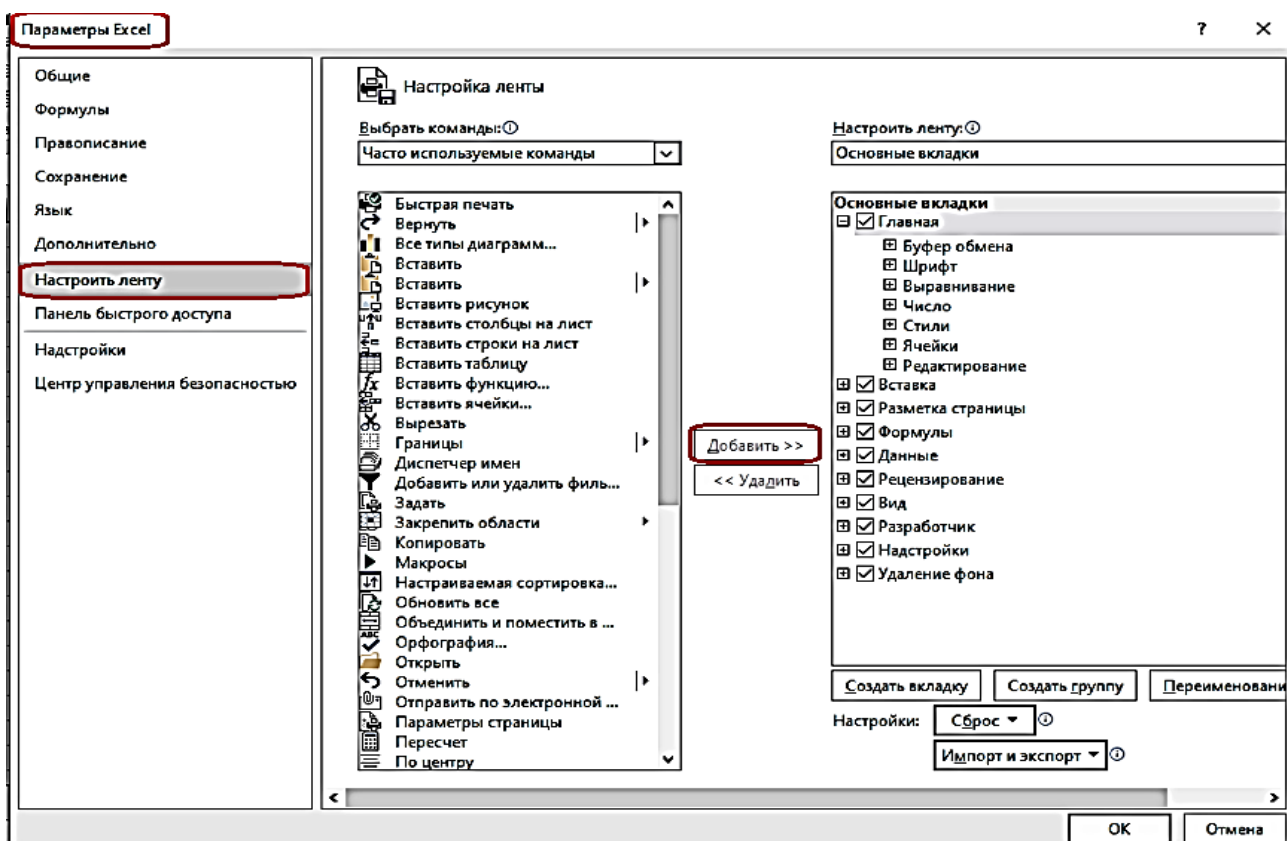 Параметры Excel
?
Общие
Формулы
Правописание
Сохранение
Язык
Дополнительно
Настроить ленту
Панель быстрого доступа
Надстройки
Центр управления безопасностью
Настройка ленты
Выбрать команды:
Часто используемые команды
Быстрая печать
Вернуть
Все типы диаграмм...
Вставить
Вставить
Вставить рисунок
Вставить столбцы на лист
Вставить строки на лист
Вставить таблицу
Вставить функцию...
Вставить ячейки...
Вырезать
Границы
Диспетчер имен
Добавить или удалить филь...
Задать
Закрепить области
Копировать
Макросы
Настраиваемая сортировка...
Обновить все
Объединить и поместить в ...
Орфография...
Открыть
Отменить
Отправить по электронной ...
Параметры страницы
Пересчет
По центру
Добавить >>
<< Удалить
Настроить ленту:
Основные вкладки
Основные вкладки
Главная
Буфер обмена
Шрифт
Выравнивание
Число
Стили
Ячейки
Редактирование
Вставка
Разметка страницы
Формулы
Данные
Рецензирование
Вид
Разработчик
Надстройки
Удаление фона
Создать вкладку
Создать группу
Переименовани
Настройки:
Сброс
Импорт и экспорт
ОК
Отмена